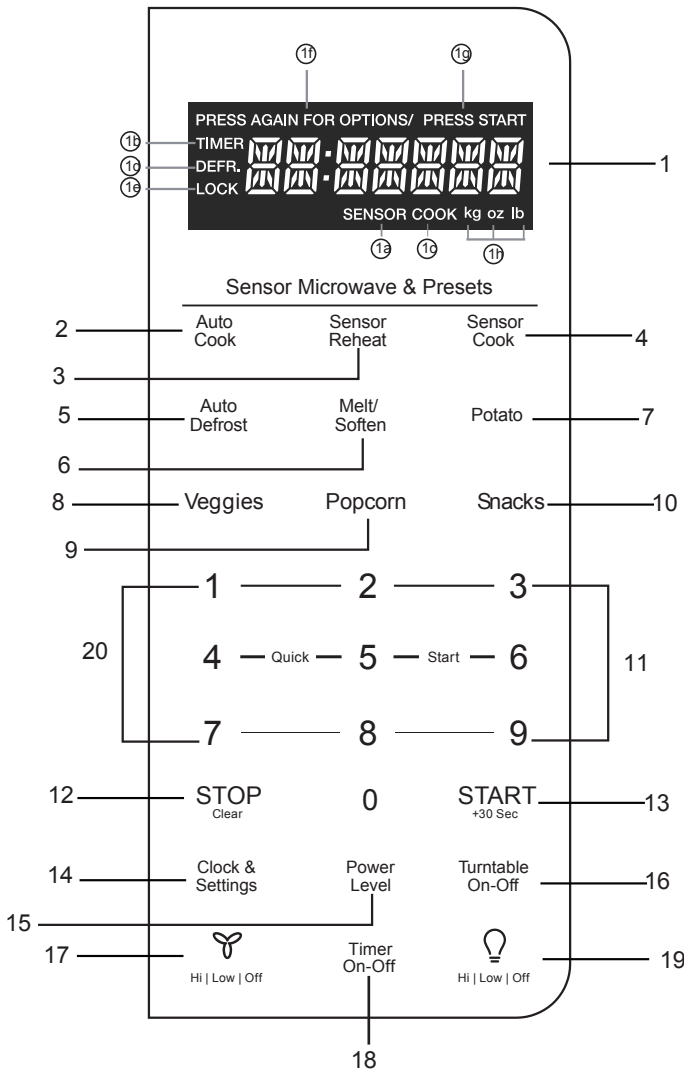 1f 1g
PRESS AGAIN FOR OPTIONS/ PRESS START
1b TIMER
1d DEFR.
1e LOCK
1
SENSOR COOK kg oz lb
1a 1c 1h
Sensor Microwave & Presets
2 Auto Cook
Sensor Reheat
Sensor Cook 4
3
5 Auto Defrost
Melt/ Soften
Potato 7
6
8 Veggies Popcorn Snacks 10
9
1 2 3
20 4 Quick 5 Start 6 11
7 8 9
12 STOP 0 START 13
Clear +30 Sec
14 Clock & Settings
Power Level
Turntable On-Off 16
15
17 Hi | Low | Off
Timer On-Off
Hi | Low | Off 19
18